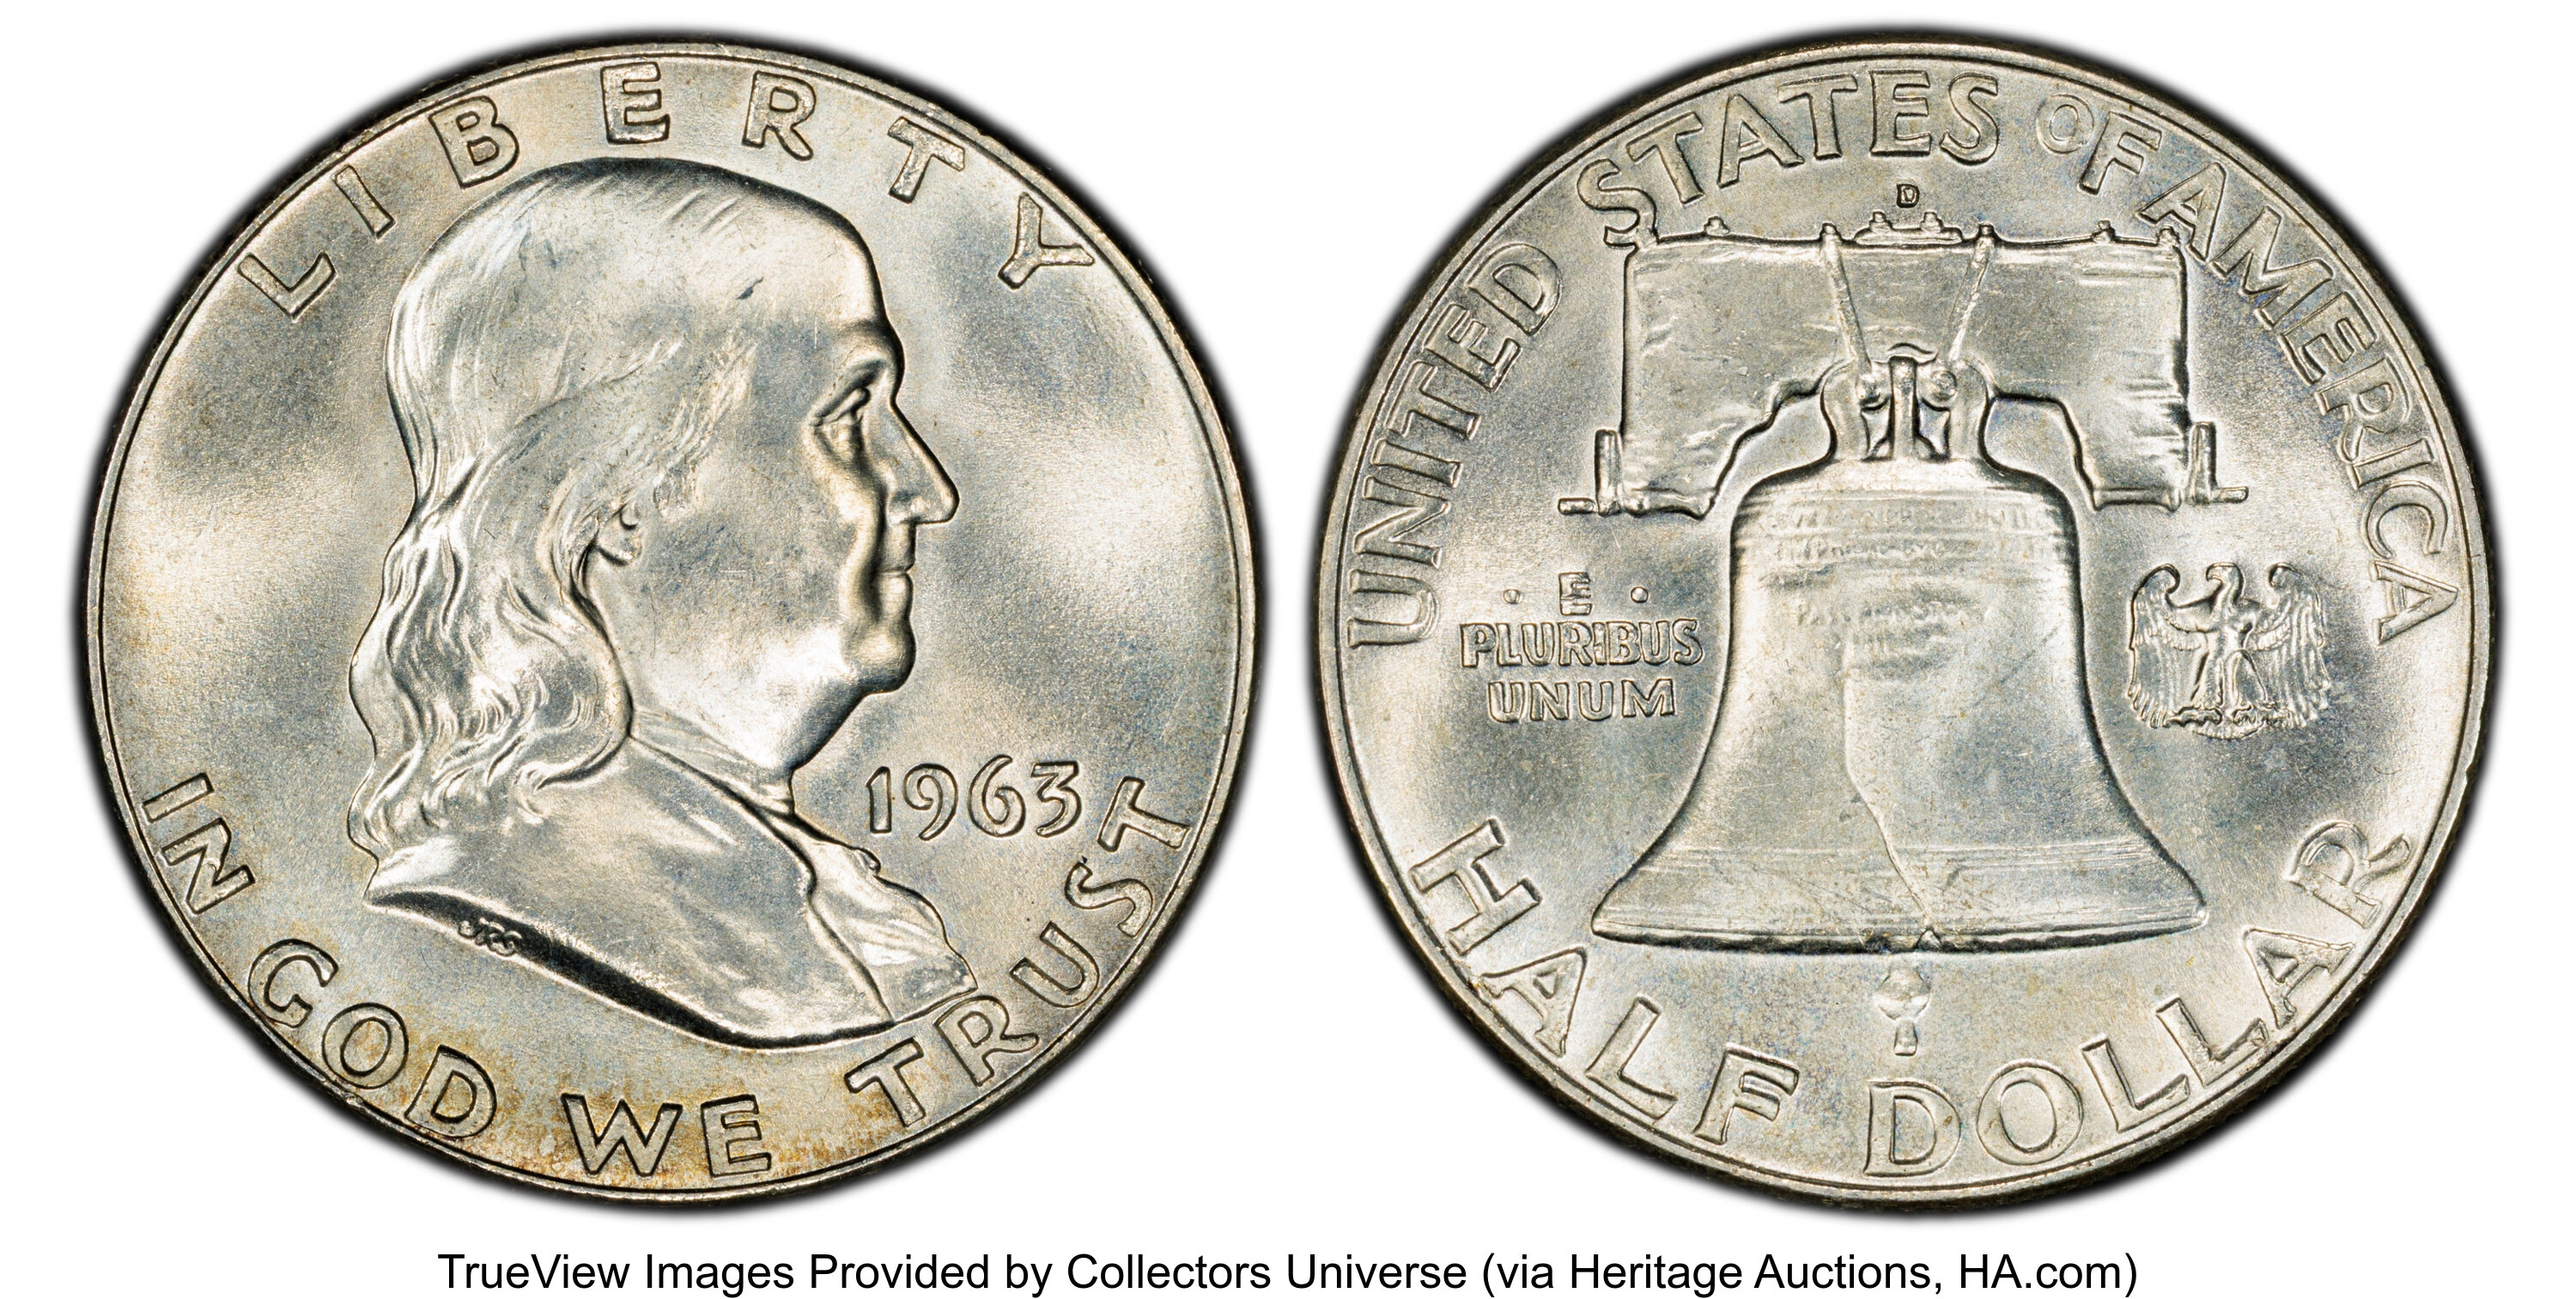 LIBERTY
1963
IN GOD WE TRUST
JRS
UNITED STATES OF AMERICA
D
· E ·
PLURIBUS
UNUM
HALF DOLLAR
TrueView Images Provided by Collectors Universe (via Heritage Auctions, HA.com)